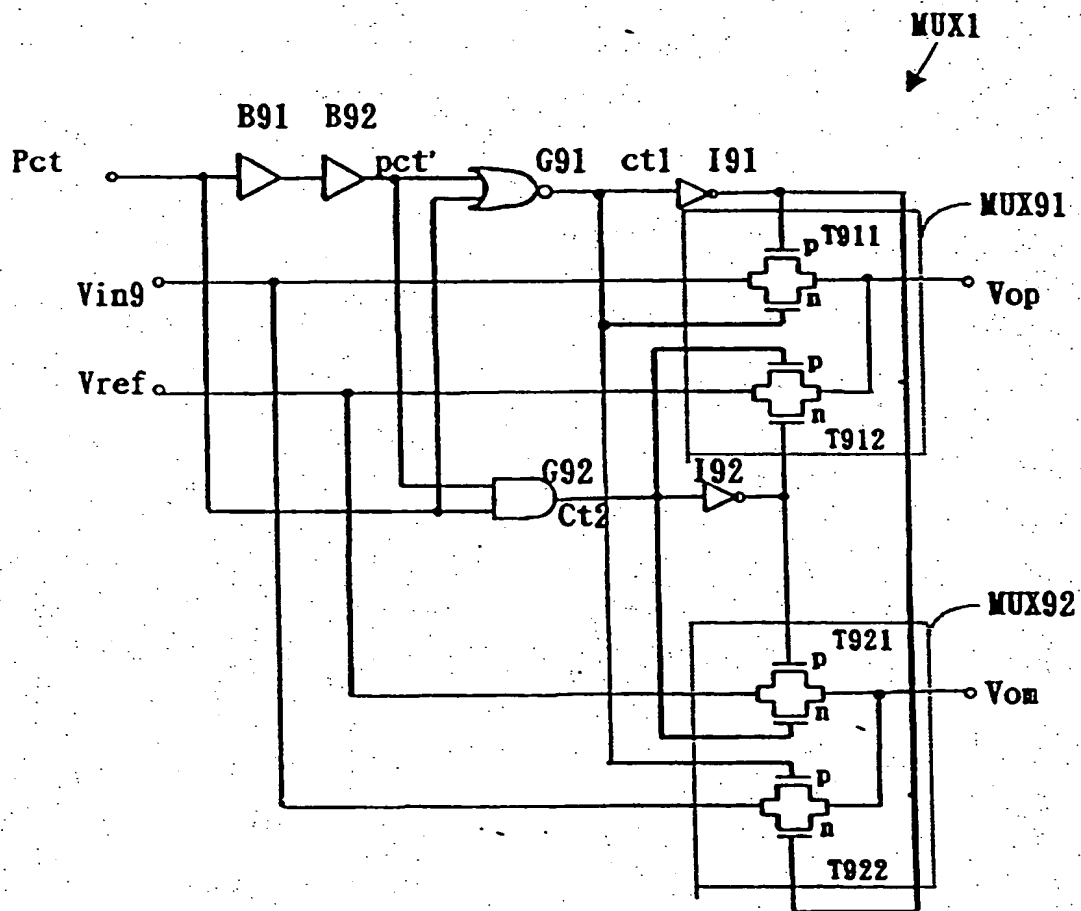 MUX1
B91 B92
Pct pct' G91 ct1 I91
MUX91
p T911
Vin9 n Vop
Vref p
n
T912
G92 I92
Ct2
MUX92
T921
p
n Vom
p
n
T922